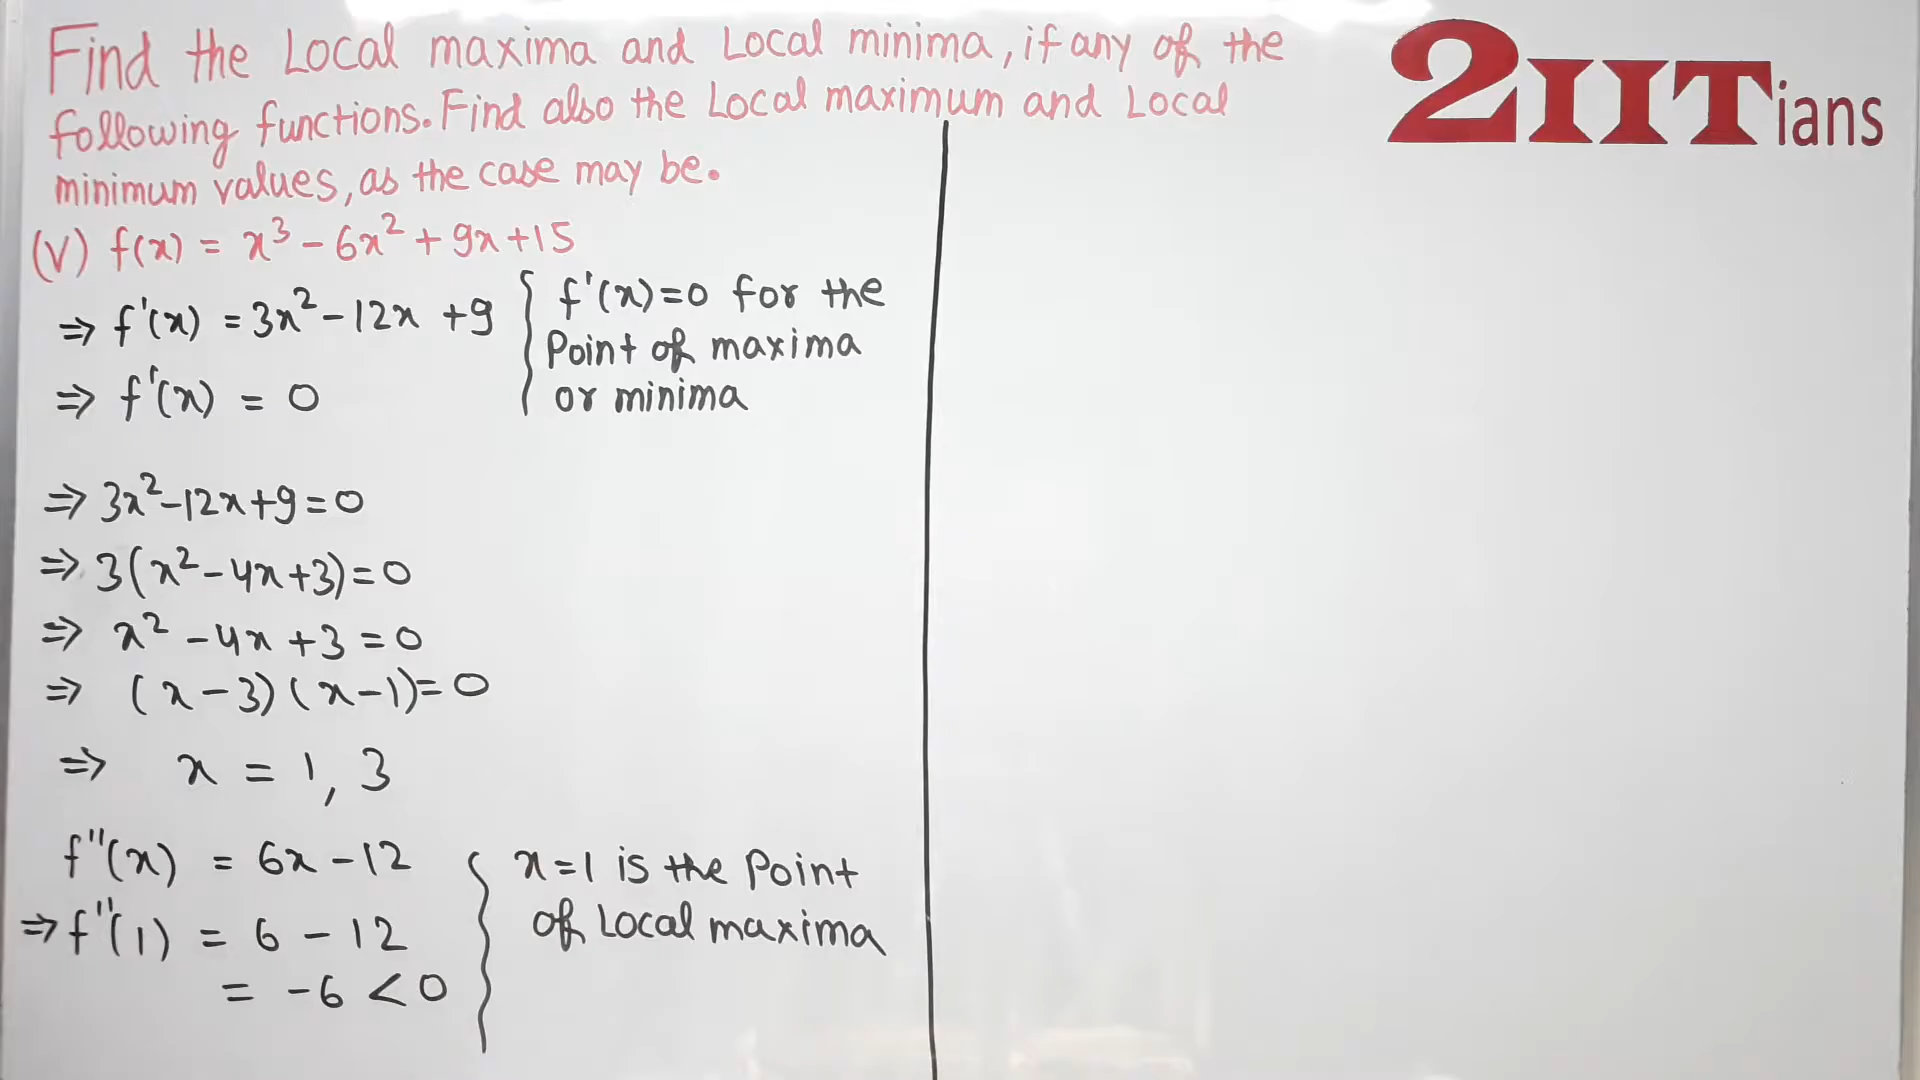 Find the Local maxima and Local minima, if any of the
following functions. Find also the Local maximum and Local
minimum values, as the case may be.
(V) f(x) = x³ - 6x² + 9x + 15
⇒ f'(x) = 3x² - 12x + 9
⇒ f'(x) = 0
f'(x) = 0 for the
Point of maxima
or minima
⇒ 3x² - 12x + 9 = 0
⇒ 3(x² - 4x + 3) = 0
⇒ x² - 4x + 3 = 0
⇒ (x - 3)(x - 1) = 0
⇒ x = 1, 3
f''(x) = 6x - 12
⇒ f''(1) = 6 - 12
= -6 < 0
x = 1 is the Point
of Local maxima
2IITians